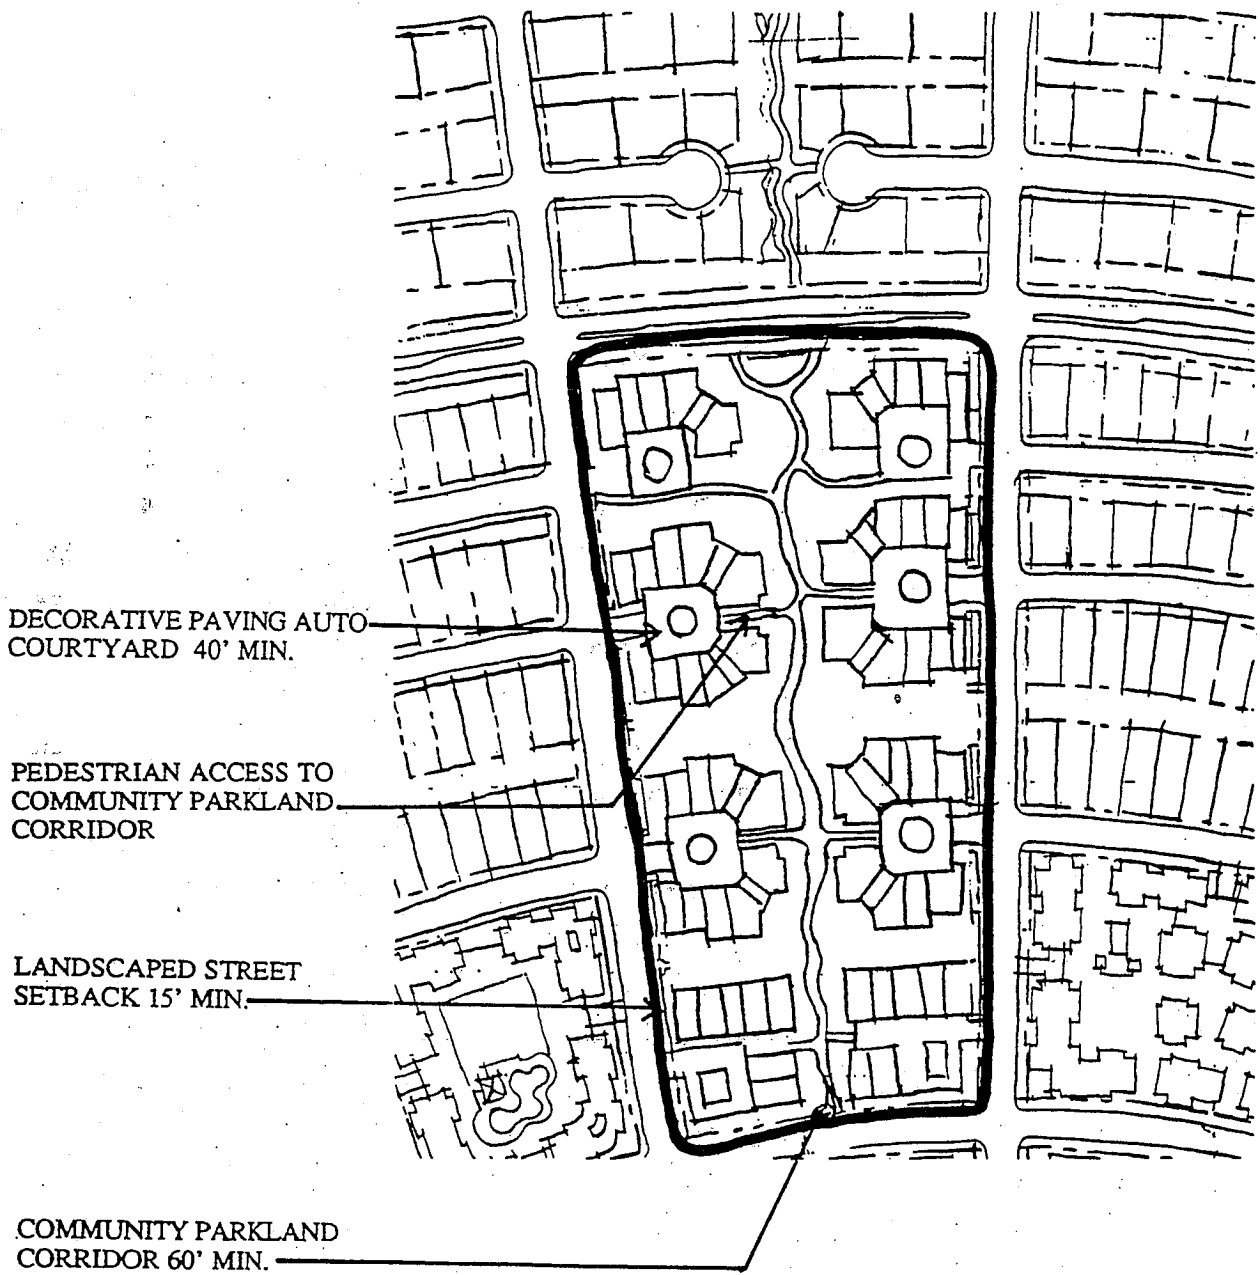 DECORATIVE PAVING AUTO
COURTYARD 40' MIN.
PEDESTRIAN ACCESS TO
COMMUNITY PARKLAND
CORRIDOR
LANDSCAPED STREET
SETBACK 15' MIN.
COMMUNITY PARKLAND
CORRIDOR 60' MIN.